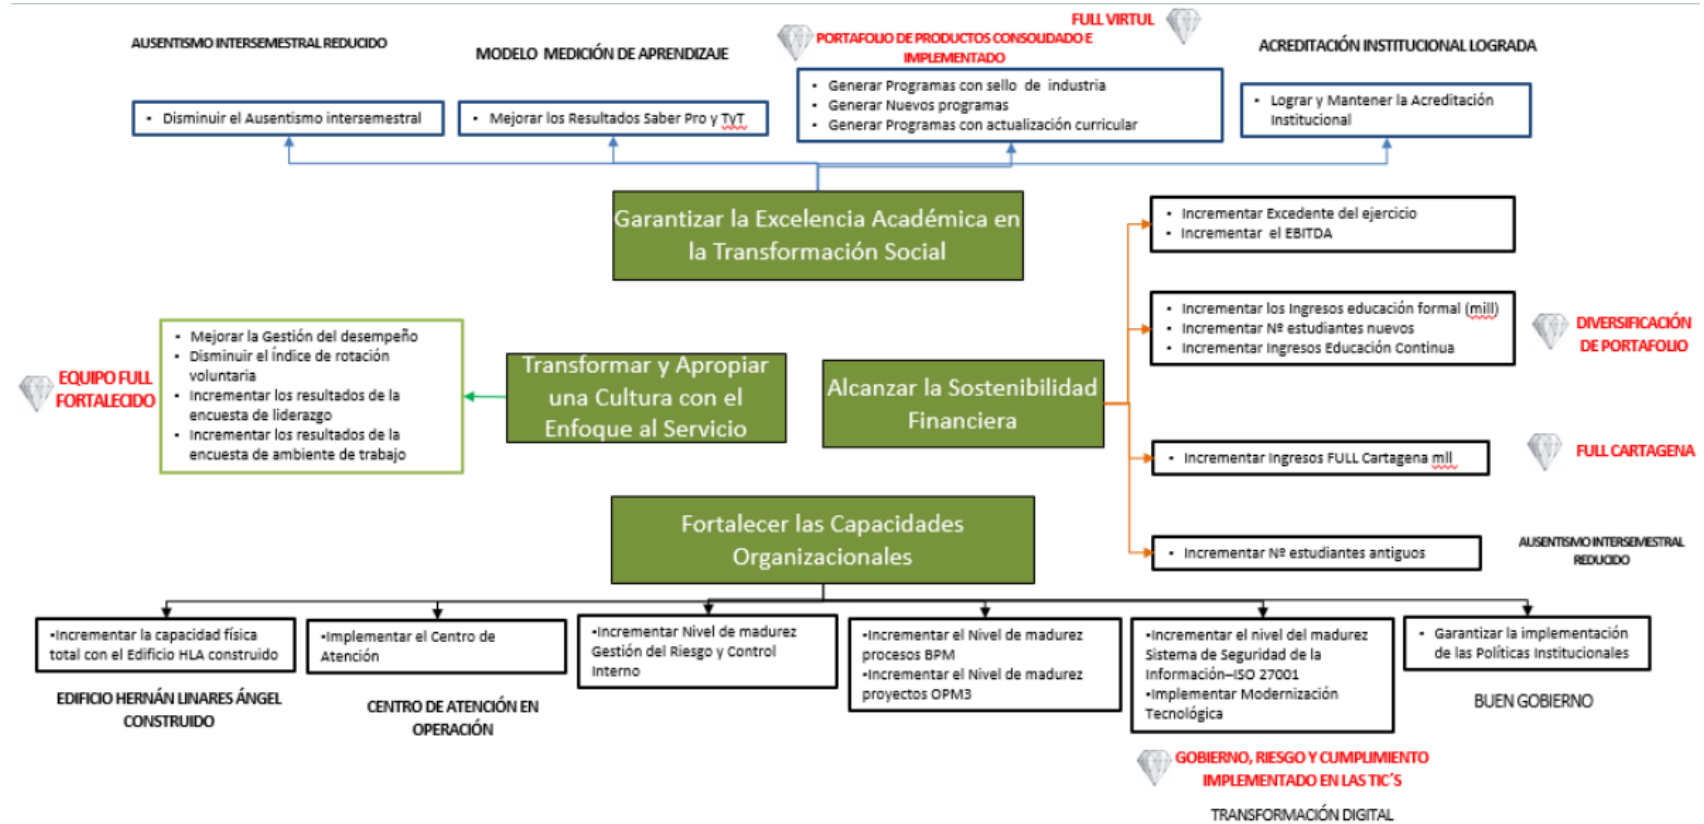 FULL VIRTUL
AUSENTISMO INTERSEMESTRAL REDUCIDO
MODELO MEDICIÓN DE APRENDIZAJE
PORTAFOLIO DE PRODUCTOS CONSOLIDADO E
IMPLEMENTADO
ACREDITACIÓN INSTITUCIONAL LOGRADA
• Disminuir el Ausentismo intersemestral
• Mejorar los Resultados Saber Pro y TyT
• Generar Programas con sello de industria
• Generar Nuevos programas
• Generar Programas con actualización curricular
• Lograr y Mantener la Acreditación
Institucional
Garantizar la Excelencia Académica en
la Transformación Social
• Incrementar Excedente del ejercicio
• Incrementar el EBITDA
• Incrementar los Ingresos educación formal (mill)
• Incrementar Nº estudiantes nuevos
• Incrementar Ingresos Educación Continua
DIVERSIFICACIÓN
DE PORTAFOLIO
EQUIPO FULL
FORTALECIDO
• Mejorar la Gestión del desempeño
• Disminuir el Índice de rotación
voluntaria
• Incrementar los resultados de la
encuesta de liderazgo
• Incrementar los resultados de la
encuesta de ambiente de trabajo
Transformar y Apropiar
una Cultura con el
Enfoque al Servicio
Alcanzar la Sostenibilidad
Financiera
• Incrementar Ingresos FULL Cartagena mll
FULL CARTAGENA
• Incrementar Nº estudiantes antiguos
AUSENTISMO INTERSEMESTRAL
REDUCIDO
Fortalecer las Capacidades
Organizacionales
•Incrementar la capacidad física
total con el Edificio HLA construido
EDIFICIO HERNÁN LINARES ÁNGEL
CONSTRUIDO
•Implementar el Centro de
Atención
CENTRO DE ATENCIÓN EN
OPERACIÓN
•Incrementar Nivel de madurez
Gestión del Riesgo y Control
Interno
•Incrementar el Nivel de madurez
procesos BPM
•Incrementar el Nivel de madurez
proyectos OPM3
•Incrementar el nivel del madurez
Sistema de Seguridad de la
Información–ISO 27001
•Implementar Modernización
Tecnológica
• Garantizar la implementación
de las Políticas Institucionales
BUEN GOBIERNO
GOBIERNO, RIESGO Y CUMPLIMIENTO
IMPLEMENTADO EN LAS TIC´S
TRANSFORMACIÓN DIGITAL